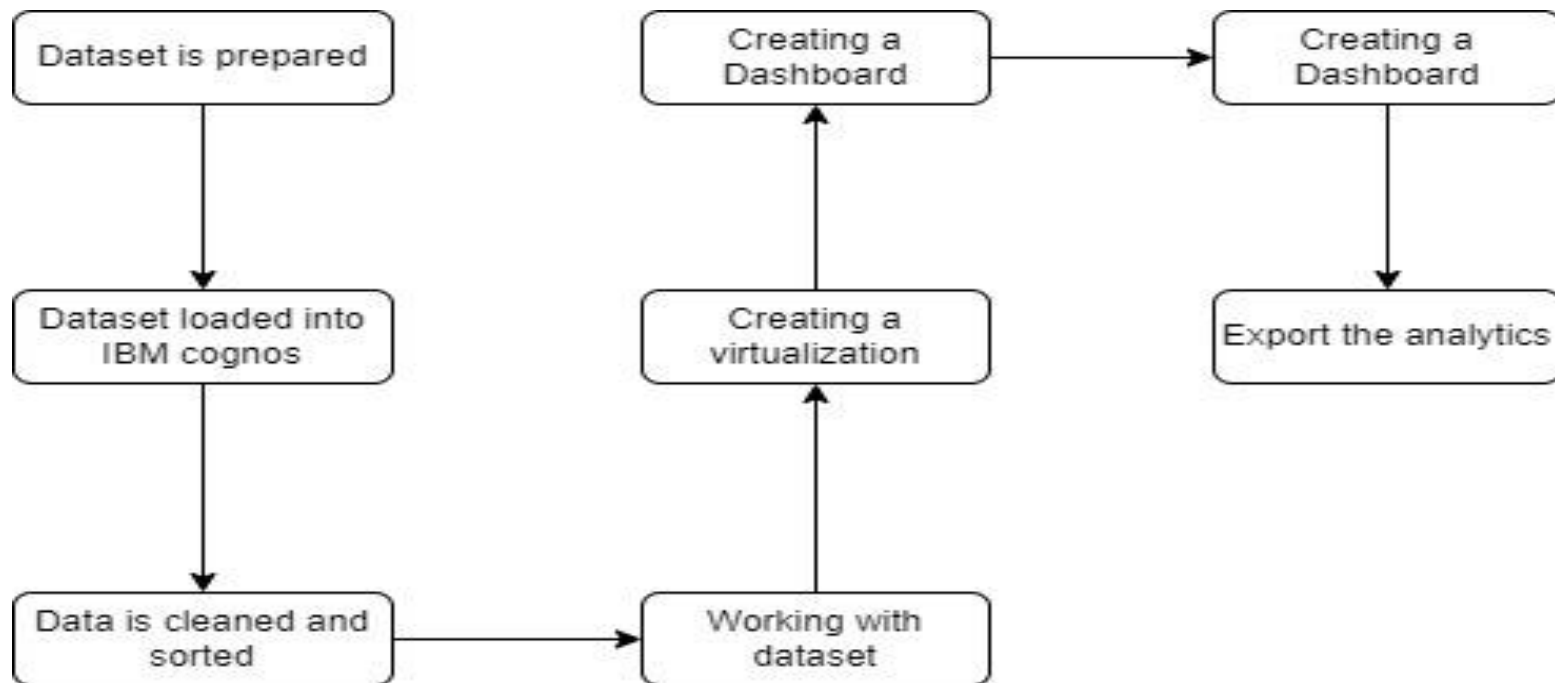 Dataset is prepared
Dataset loaded into
IBM cognos
Data is cleaned and
sorted
Working with
dataset
Creating a
virtualization
Creating a
Dashboard
Creating a
Dashboard
Export the analytics